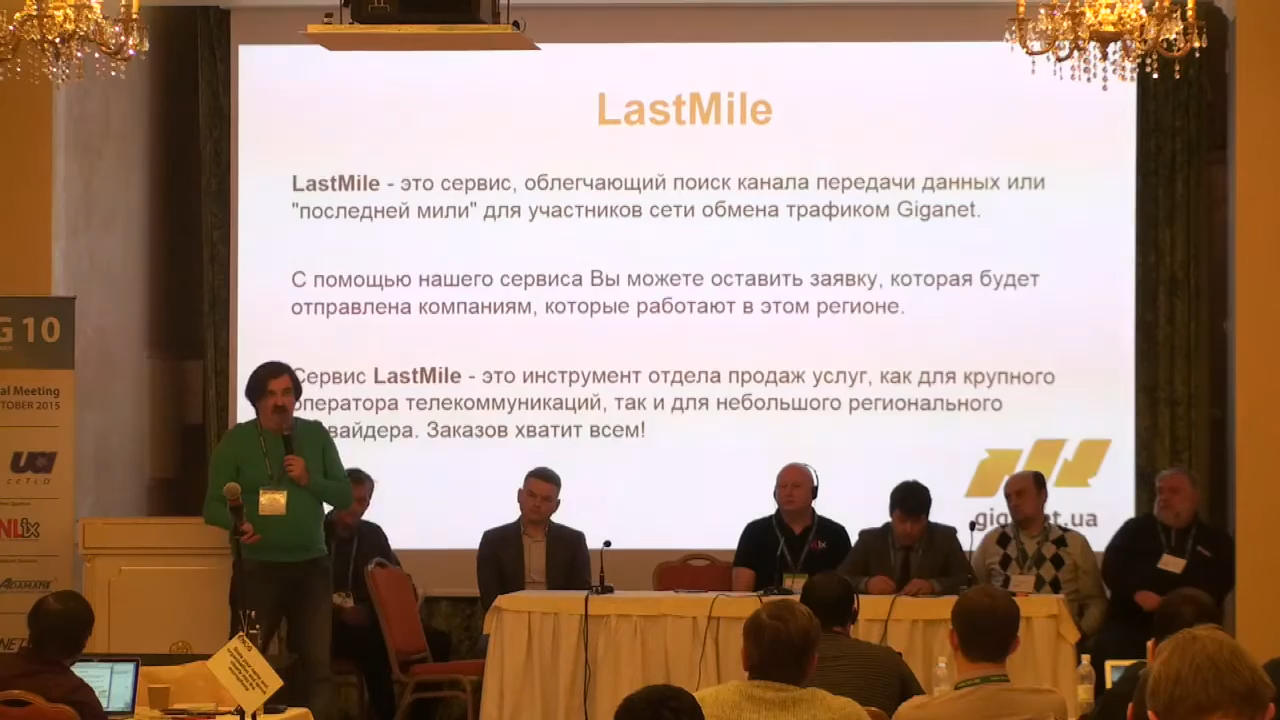 LastMile
LastMile - это сервис, облегчающий поиск канала передачи данных или
"последней мили" для участников сети обмена трафиком Giganet.
С помощью нашего сервиса Вы можете оставить заявку, которая будет
отправлена компаниям, которые работают в этом регионе.
Сервис LastMile - это инструмент отдела продаж услуг, как для крупного
оператора телекоммуникаций, так и для небольшого регионального
вайдера. Заказов хватит всем!
G 10
al Meeting
TOBER 2015
NLix
ADAMANT
NET